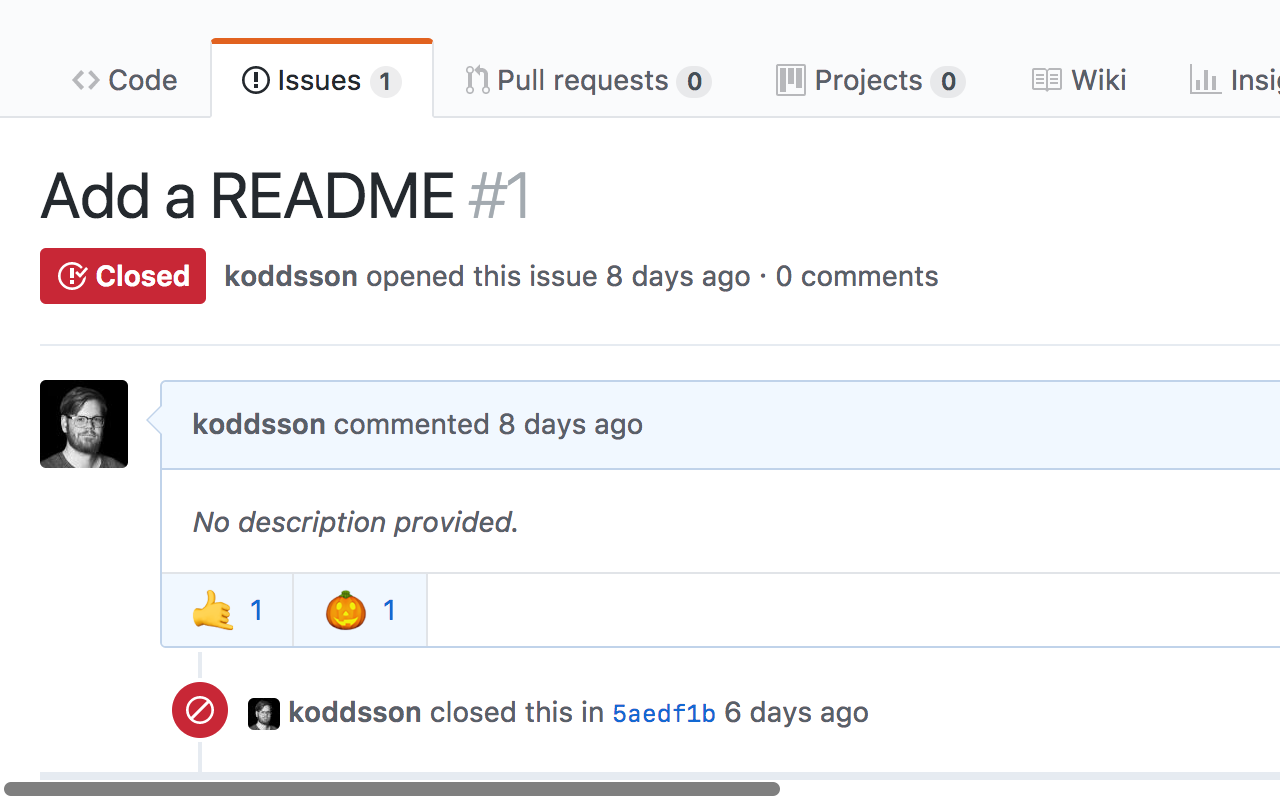 Code Issues 1 Pull requests 0 Projects 0 Wiki
Add a README #1
Closed koddsson opened this issue 8 days ago · 0 comments
koddsson commented 8 days ago
No description provided.
🤙 1 🎃 1
koddsson closed this in 5aedf1b 6 days ago